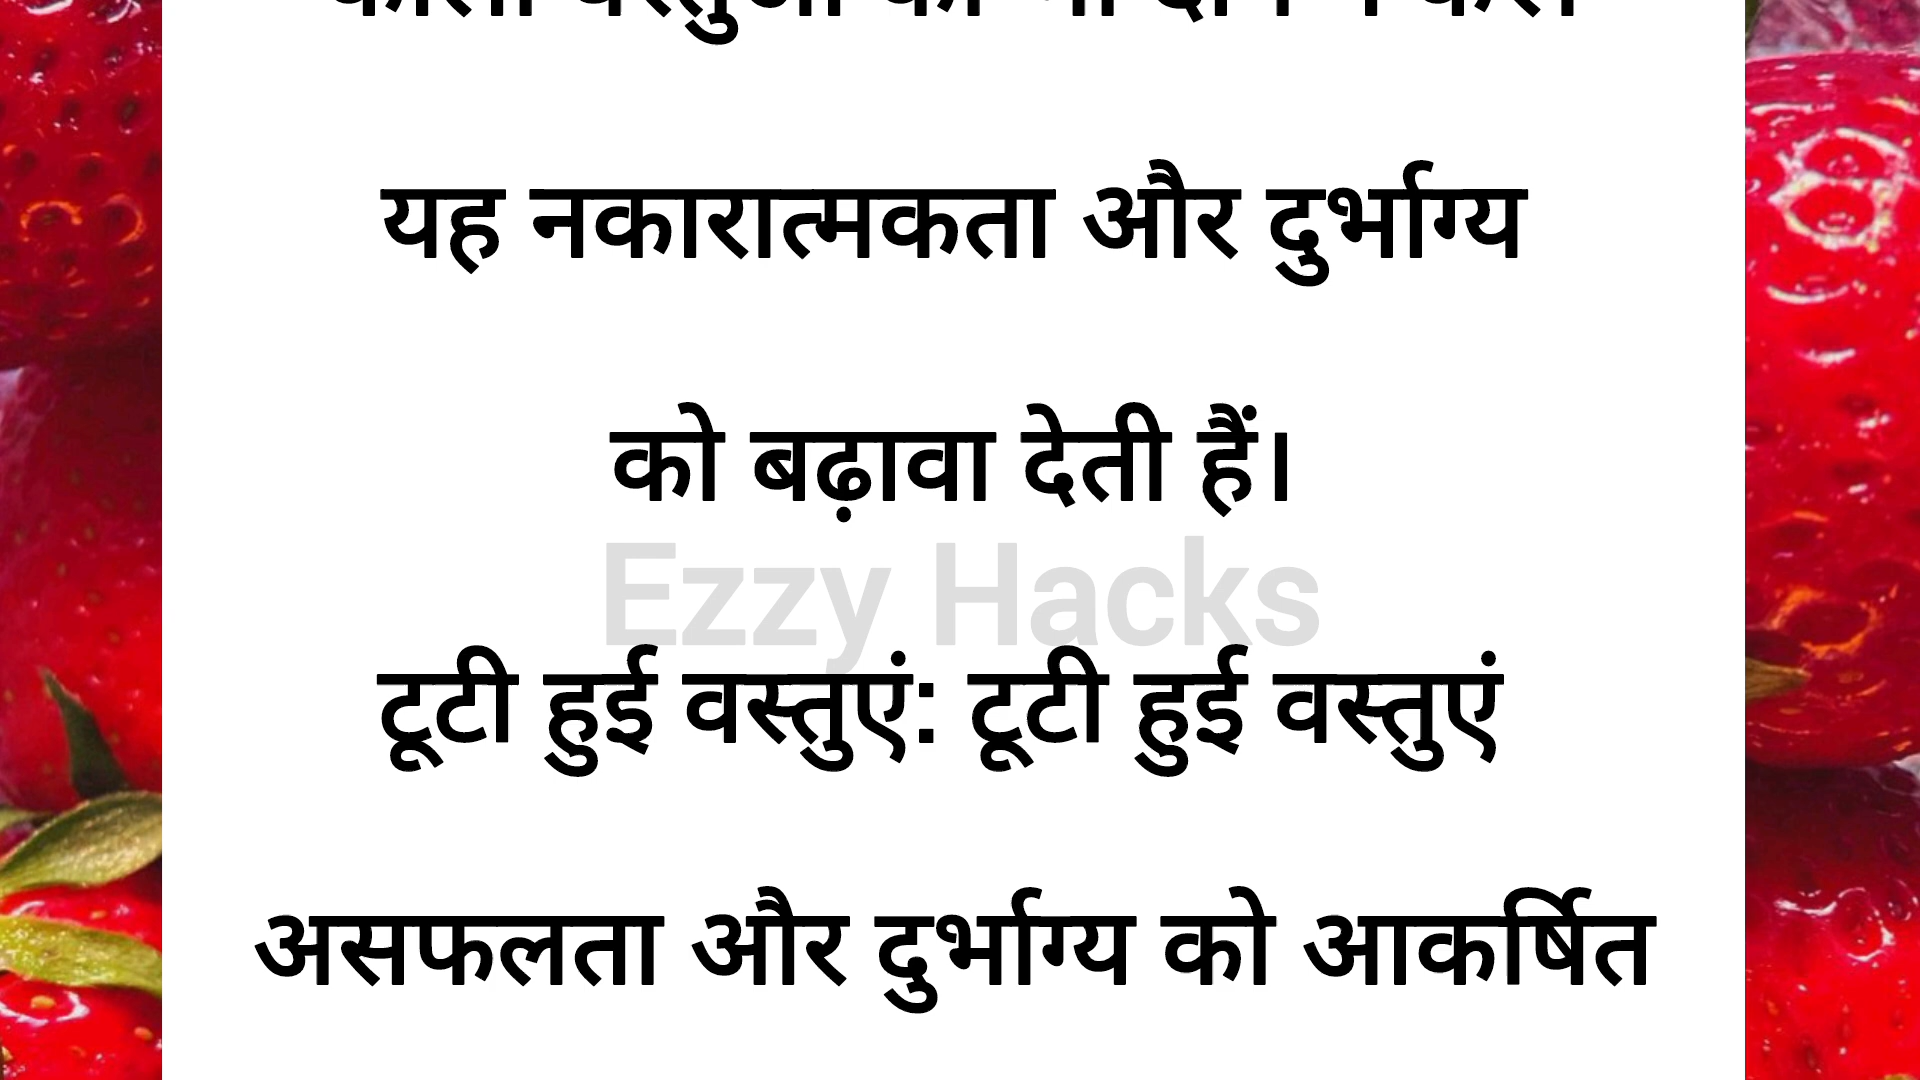 यह नकारात्मकता और दुर्भाग्य
को बढ़ावा देती हैं।
Ezzy Hacks
टूटी हुई वस्तुएं: टूटी हुई वस्तुएं
असफलता और दुर्भाग्य को आकर्षित